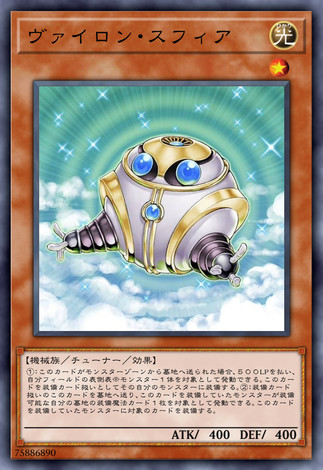 ヴァイロン・スフィア
光
【機械族／チューナー／効果】
①：このカードがモンスターゾーンから墓地へ送られた場合、５００ＬＰを払い、
自分フィールドの表側表示モンスター１体を対象として発動できる。このカー
ドを装備カード扱いとしてその自分のモンスターに装備する。②：装備カード
扱いのこのカードを墓地へ送り、このカードを装備していたモンスターが装備
可能な自分の墓地の装備魔法カード１枚を対象として発動できる。このカード
を装備していたモンスターに対象のカードを装備する。
ATK/ 400 DEF/ 400
75886890